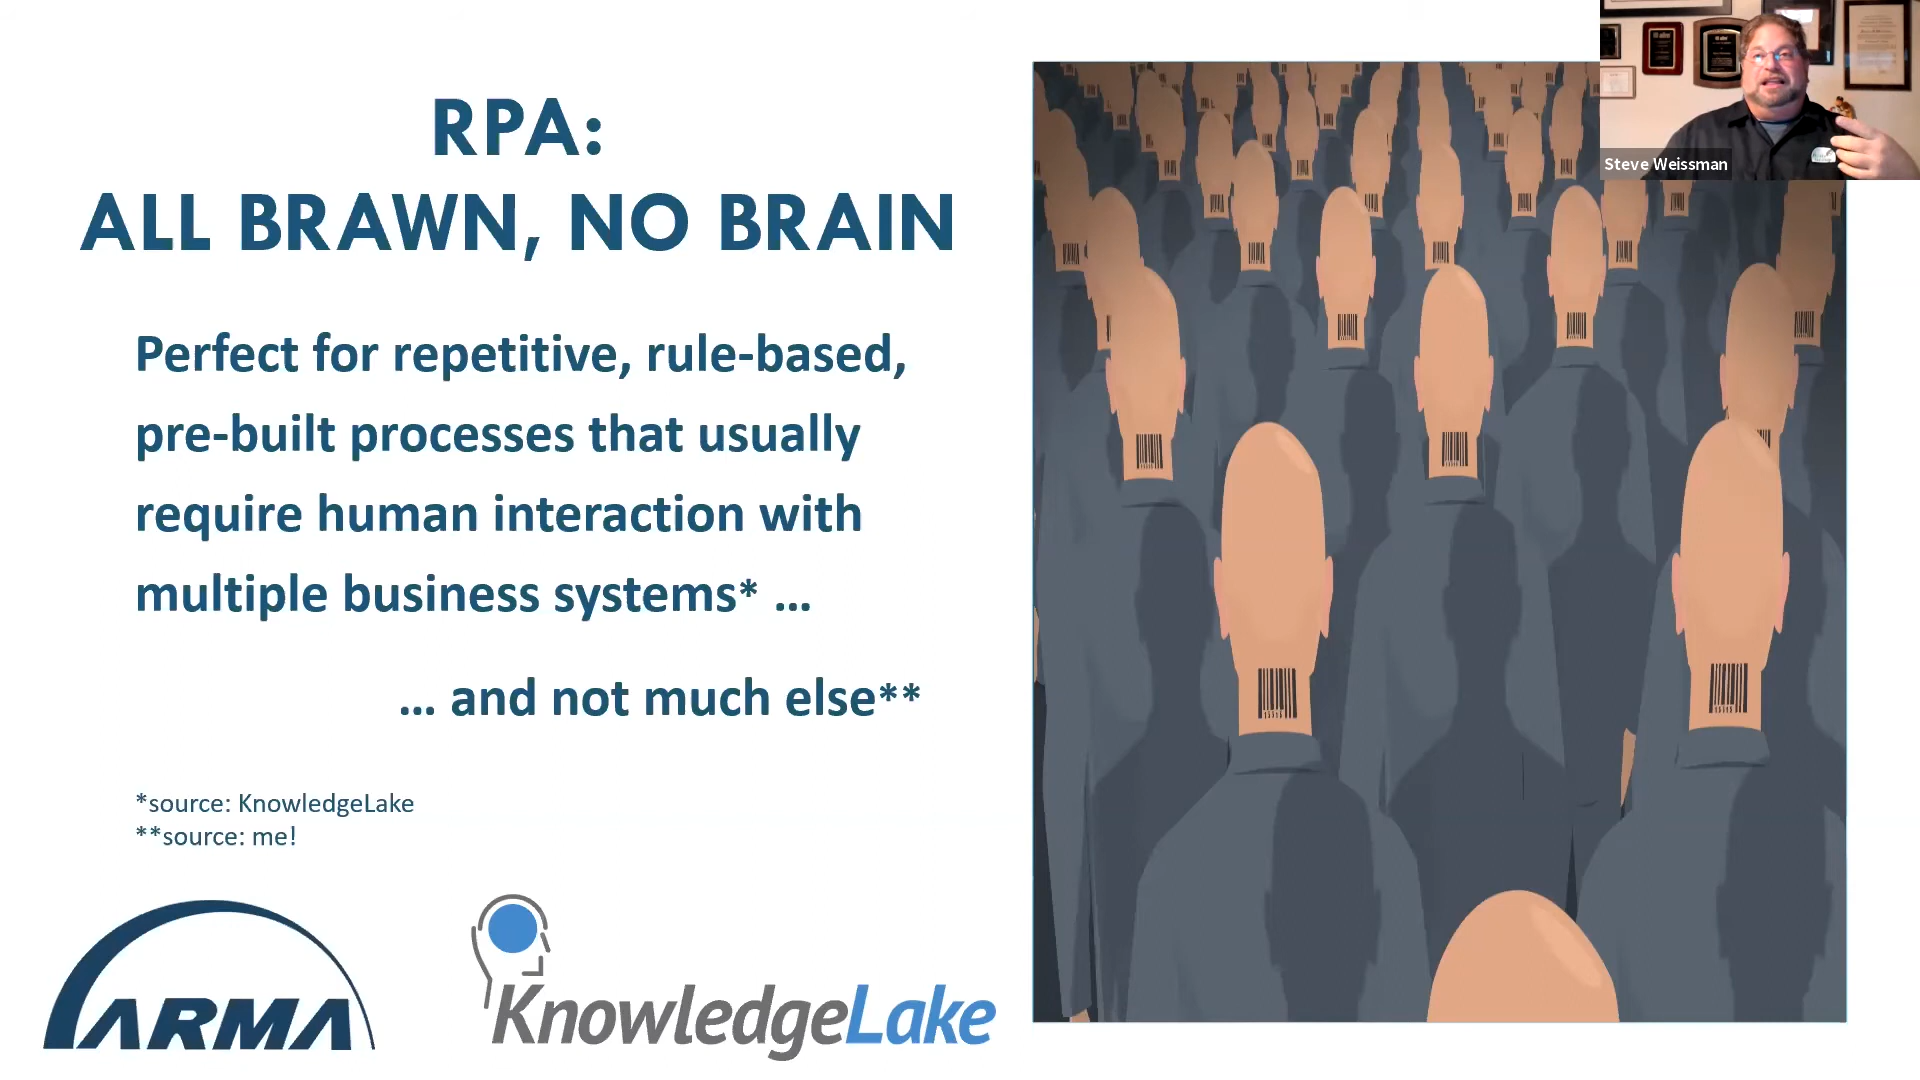 RPA:
ALL BRAWN, NO BRAIN
Perfect for repetitive, rule-based,
pre-built processes that usually
require human interaction with
multiple business systems* ...
... and not much else**
*source: KnowledgeLake
**source: me!
ARMA
KnowledgeLake
Steve Weissman